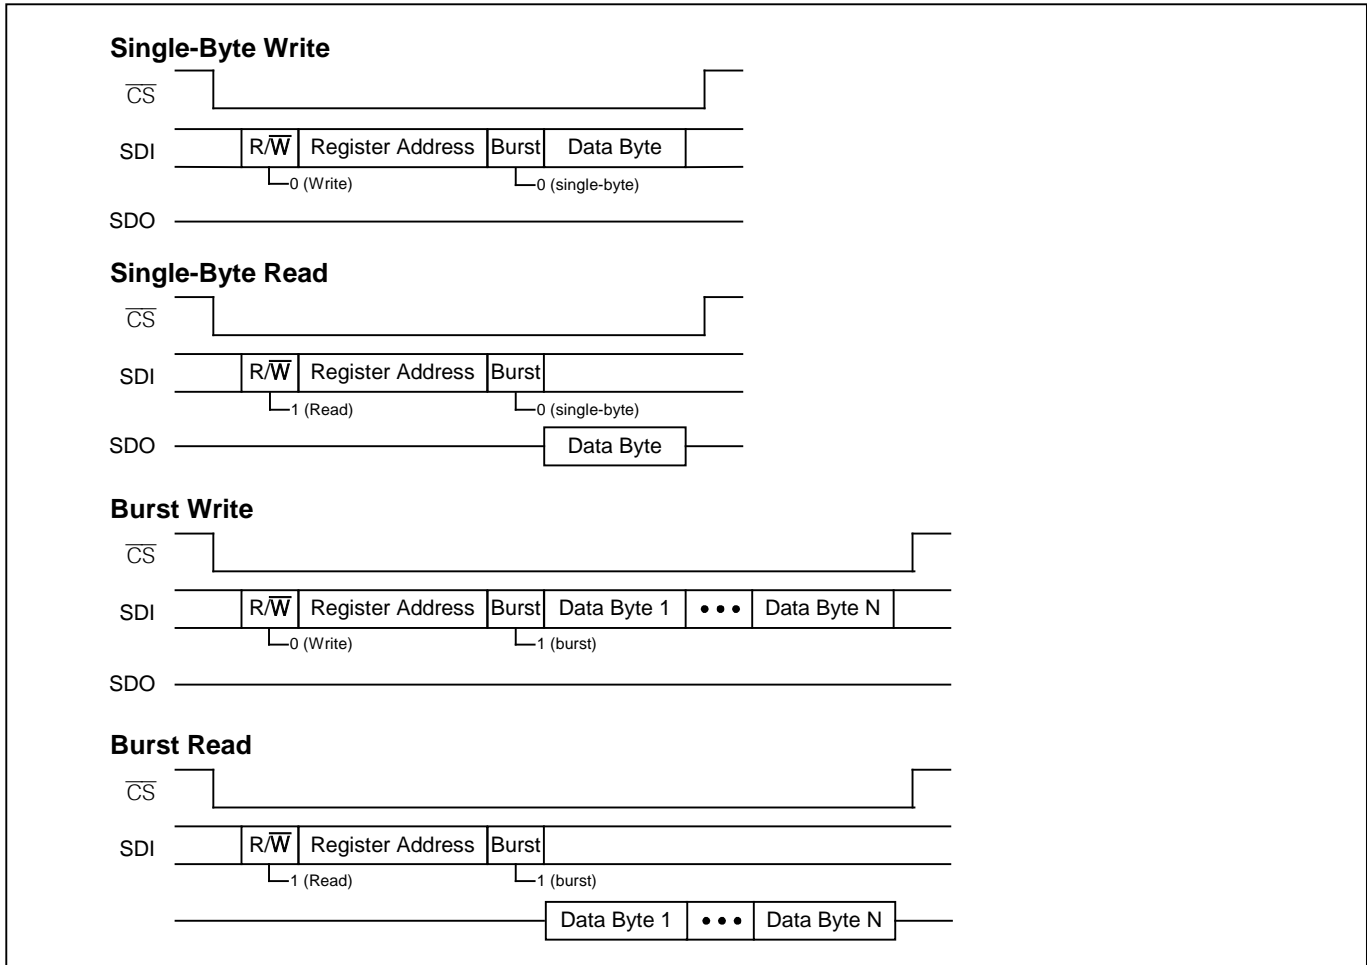 Single-Byte Write
CS
SDI R/W Register Address Burst Data Byte
0 (Write) 0 (single-byte)
SDO
Single-Byte Read
CS
SDI R/W Register Address Burst
1 (Read) 0 (single-byte)
SDO Data Byte
Burst Write
CS
SDI R/W Register Address Burst Data Byte 1 ••• Data Byte N
0 (Write) 1 (burst)
SDO
Burst Read
CS
SDI R/W Register Address Burst
1 (Read) 1 (burst)
Data Byte 1 ••• Data Byte N